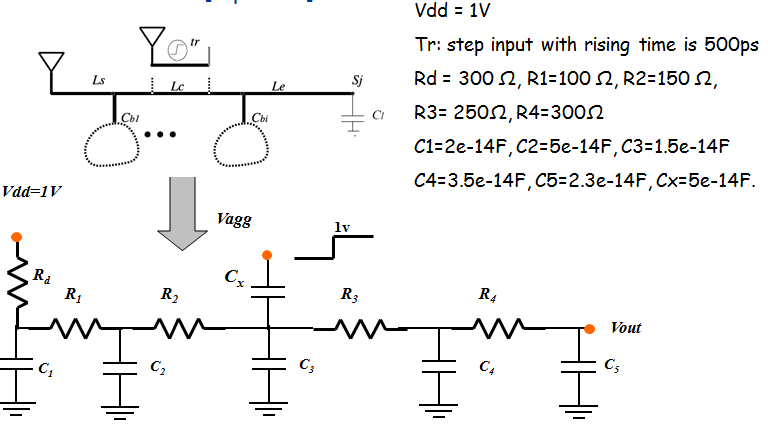 Vdd = 1V
Tr: step input with rising time is 500ps
Rd = 300 Ω, R1=100 Ω, R2=150 Ω,
R3= 250Ω, R4=300Ω
C1=2e-14F, C2=5e-14F, C3=1.5e-14F
C4=3.5e-14F, C5=2.3e-14F, Cx=5e-14F.
tr
Ls
Lc
Le
Sj
Cb1
Cbi
Cl
Vdd=1V
Vagg
1v
Rd
R1
R2
Cx
R3
R4
Vout
C1
C2
C3
C4
C5